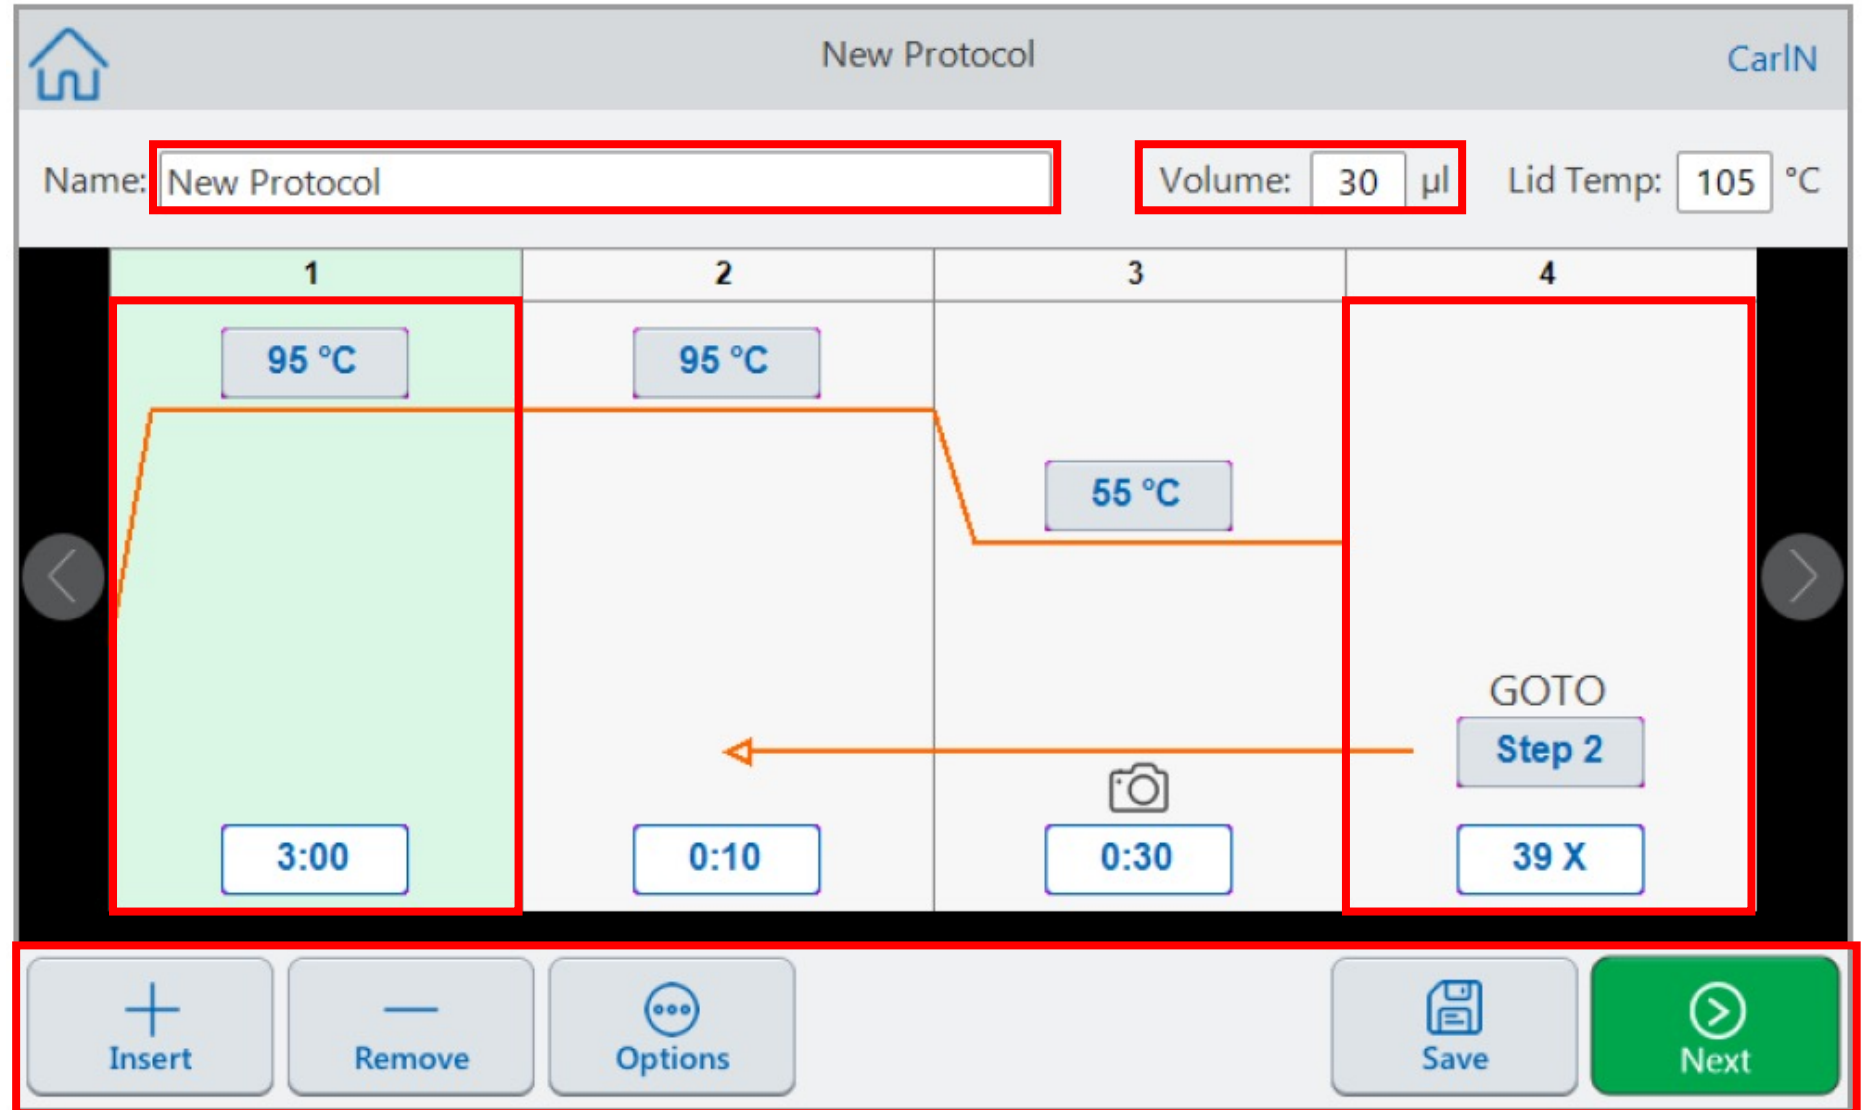 New Protocol
CarlN
Name: New Protocol Volume: 30 µl Lid Temp: 105 °C
1 2 3 4
95 °C 95 °C
55 °C
GOTO
Step 2
3:00 0:10 0:30 39 X
Insert Remove Options Save Next